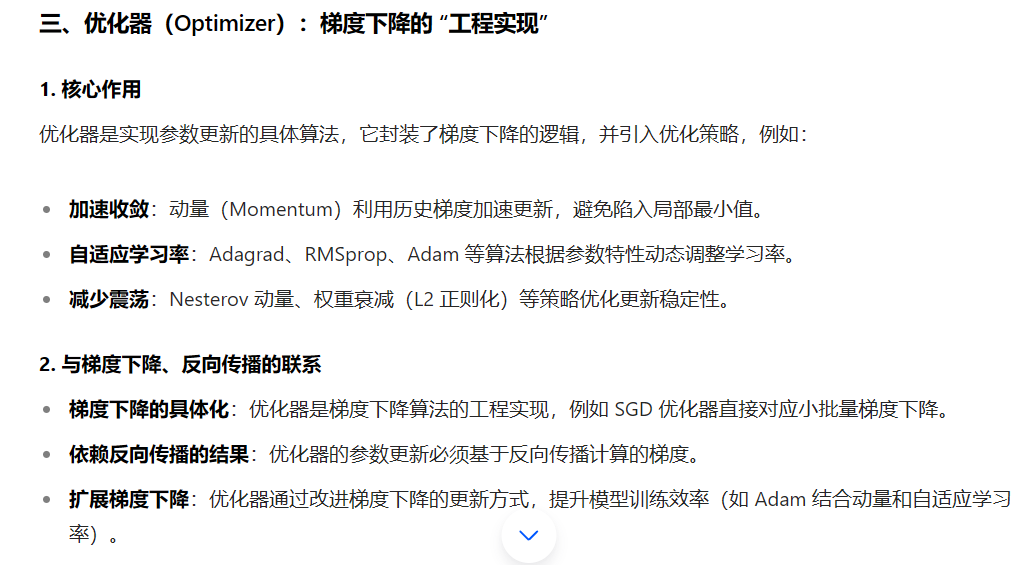 三、优化器（Optimizer）：梯度下降的 “工程实现”
1. 核心作用
优化器是实现参数更新的具体算法，它封装了梯度下降的逻辑，并引入优化策略，例如：
加速收敛：动量（Momentum）利用历史梯度加速更新，避免陷入局部最小值。
自适应学习率：Adagrad、RMSprop、Adam 等算法根据参数特性动态调整学习率。
减少震荡：Nesterov 动量、权重衰减（L2 正则化）等策略优化更新稳定性。
2. 与梯度下降、反向传播的联系
梯度下降的具体化：优化器是梯度下降算法的工程实现，例如 SGD 优化器直接对应小批量梯度下降。
依赖反向传播的结果：优化器的参数更新必须基于反向传播计算的梯度。
扩展梯度下降：优化器通过改进梯度下降的更新方式，提升模型训练效率（如 Adam 结合动量和自适应学习
率）。